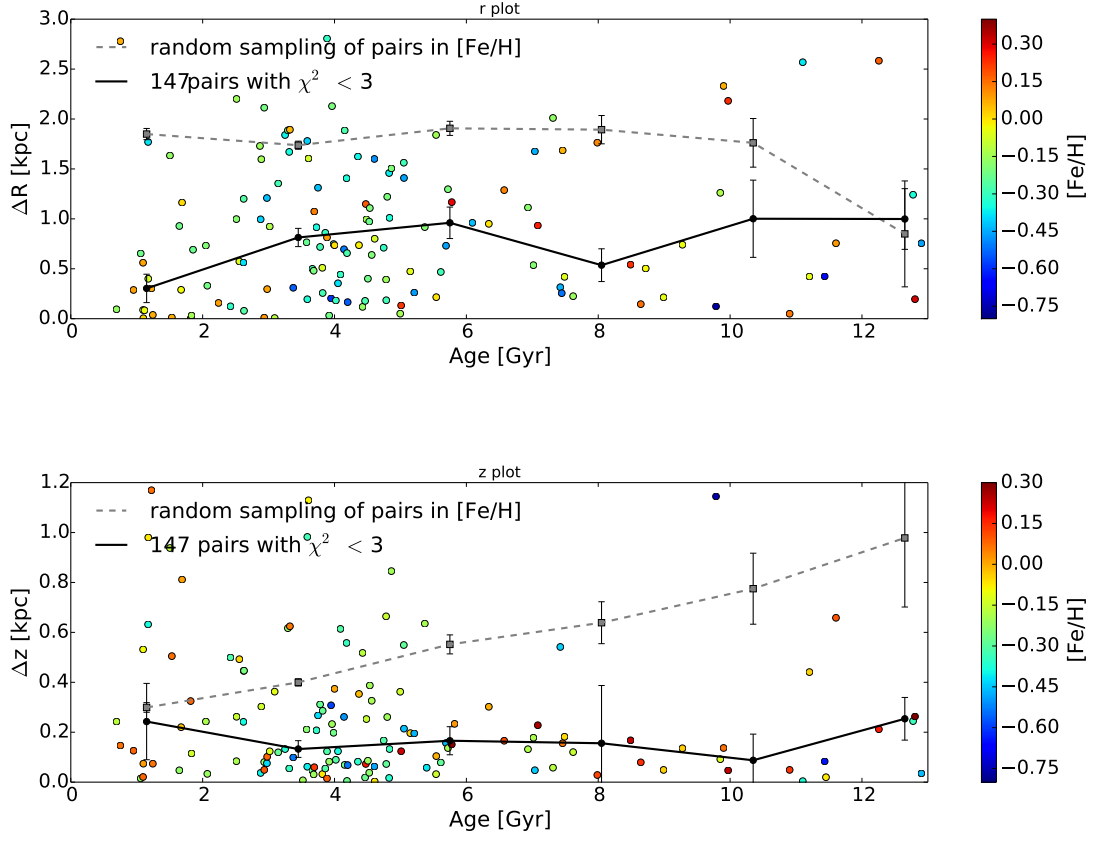 r plot
3.0
2.5
2.0
1.5
1.0
0.5
0.0
ΔR [kpc]
random sampling of pairs in [Fe/H]
147pairs with χ² < 3
0 2 4 6 8 10 12
Age [Gyr]
0.30
0.15
0.00
−0.15
−0.30
−0.45
−0.60
−0.75
[Fe/H]
z plot
1.2
1.0
0.8
0.6
0.4
0.2
0.0
Δz [kpc]
random sampling of pairs in [Fe/H]
147 pairs with χ² < 3
0 2 4 6 8 10 12
Age [Gyr]
0.30
0.15
0.00
−0.15
−0.30
−0.45
−0.60
−0.75
[Fe/H]